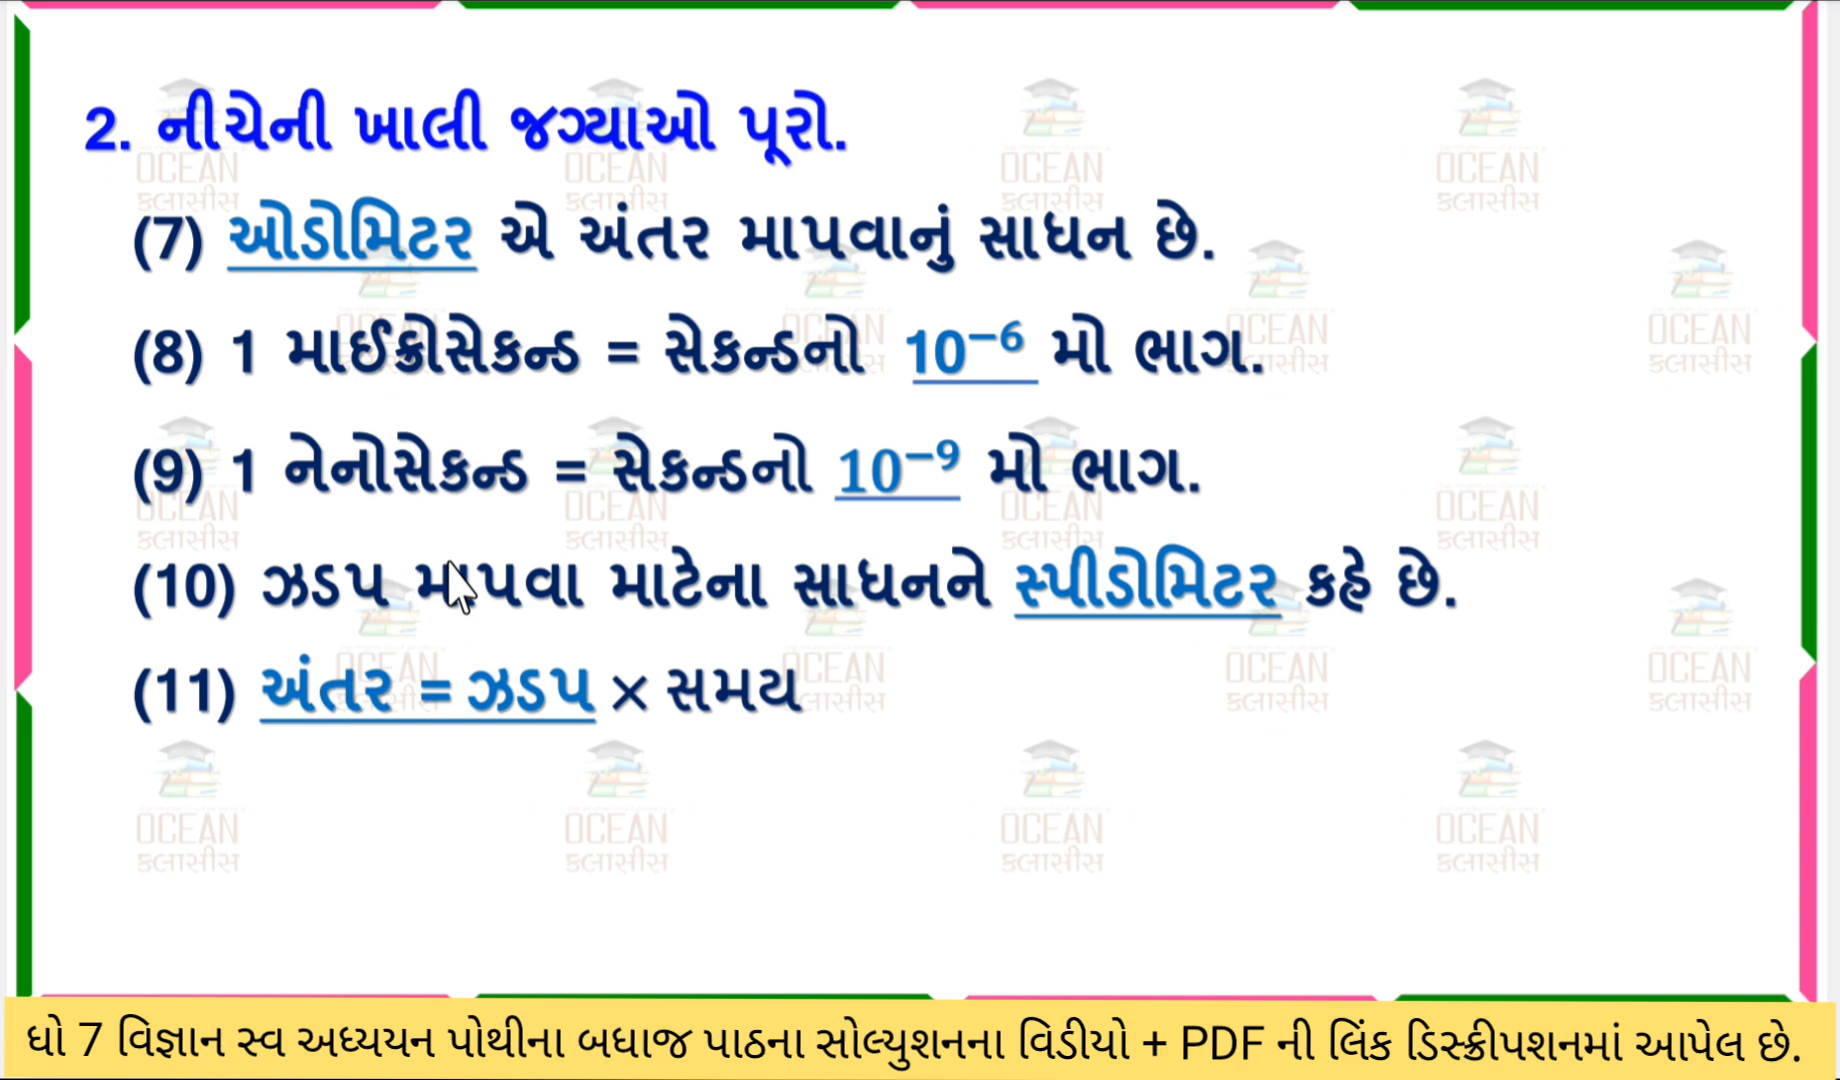 2. નીચેની ખાલી જગ્યાઓ પૂરો.
(7) ઓડોમિટર એ અંતર માપવાનું સાધન છે.
(8) 1 માઈક્રોસેકન્ડ = સેકન્ડનો 10⁻⁶ મો ભાગ.
(9) 1 નેનોસેકન્ડ = સેકન્ડનો 10⁻⁹ મો ભાગ.
(10) ઝડપ માપવા માટેના સાધનને સ્પીડોમિટર કહે છે.
(11) અંતર = ઝડપ × સમય
OCEAN
કલાસીસ
ધો 7 વિજ્ઞાન સ્વ અધ્યયન પોથીના બધાજ પાઠના સોલ્યુશનના વિડીયો + PDF ની લિંક ડિસ્ક્રીપશનમાં આપેલ છે.